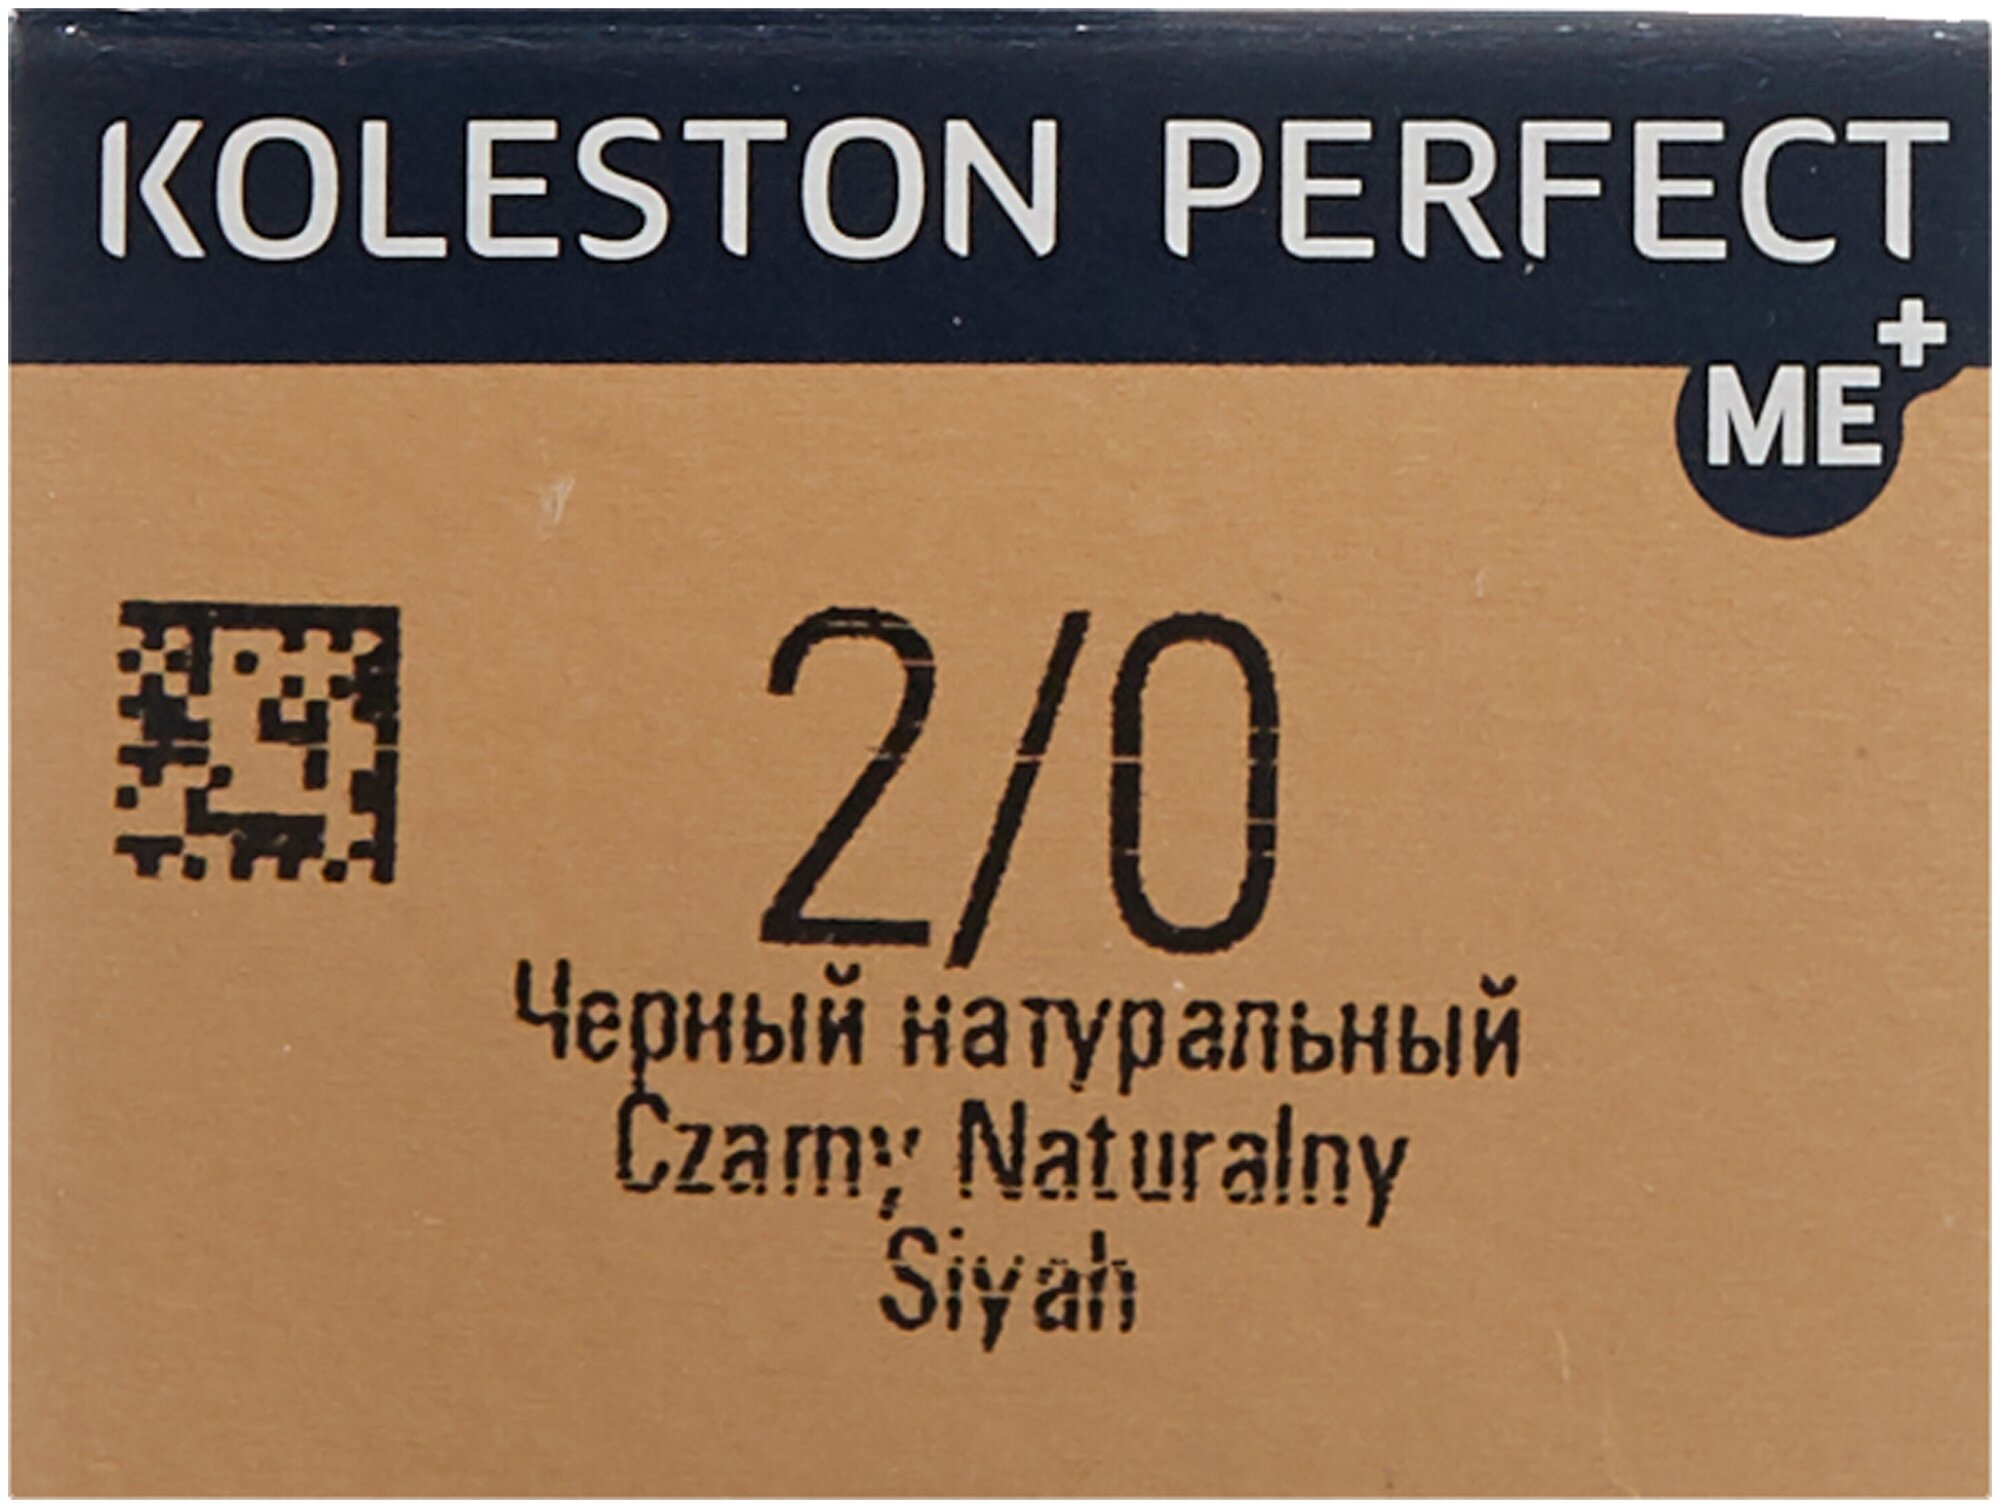 KOLESTON PERFECT
ME+
2/0
Черный натуральный
Czarny, Naturalny
Siyah